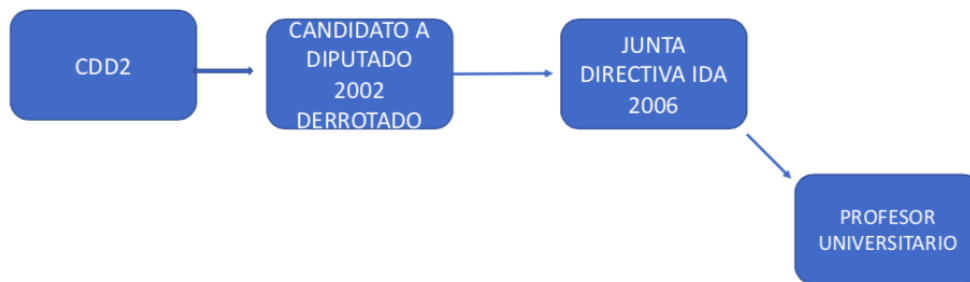 CDD2
CANDIDATO A
DIPUTADO
2002
DERROTADO
JUNTA
DIRECTIVA IDA
2006
PROFESOR
UNIVERSITARIO